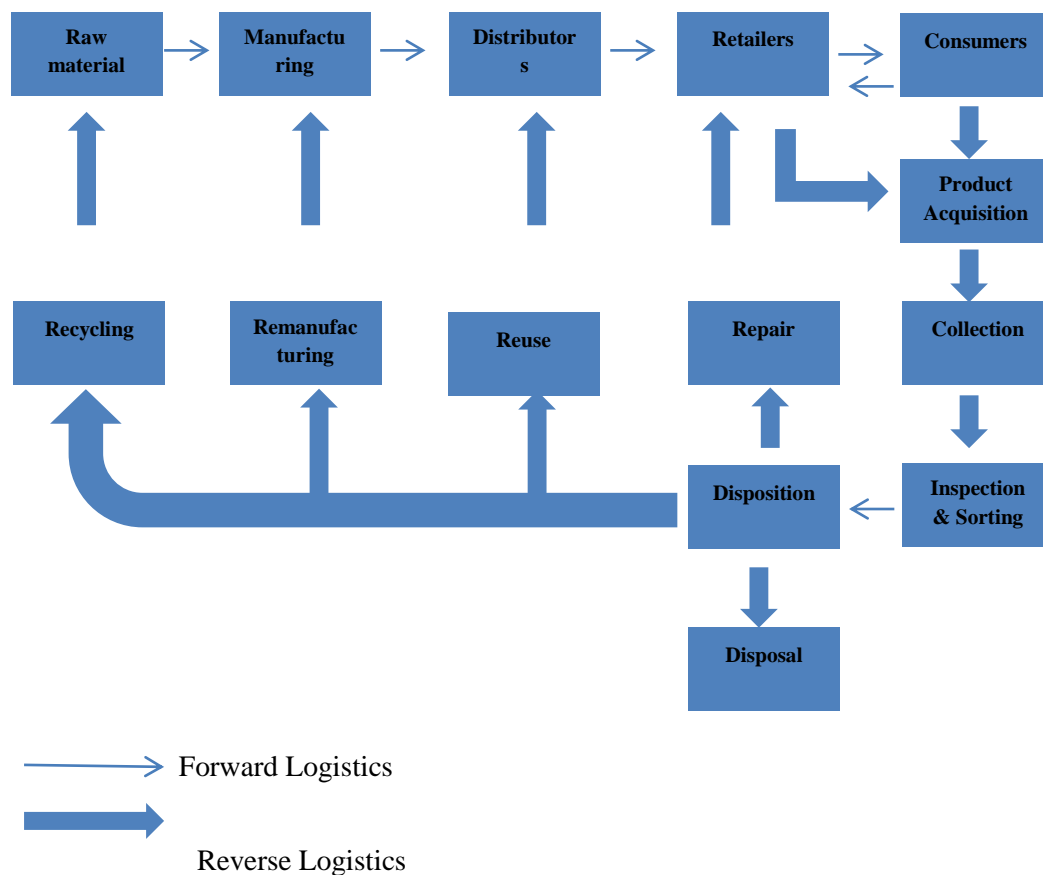 Raw
material
Manufactu
ring
Distributor
s
Retailers
Consumers
Product
Acquisition
Recycling
Remanufac
turing
Reuse
Repair
Collection
Disposition
Inspection
& Sorting
Disposal
Forward Logistics
Reverse Logistics